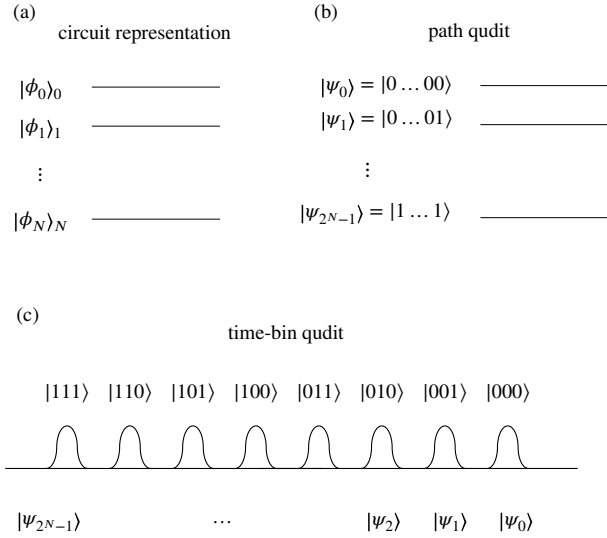 (a)
circuit representation
|ϕ₀⟩₀
|ϕ₁⟩₁
⋮
|ϕ_N⟩_N
(b)
path qudit
|ψ₀⟩ = |0 … 00⟩
|ψ₁⟩ = |0 … 01⟩
⋮
|ψ_{2^N−1}⟩ = |1 … 1⟩
(c)
time-bin qudit
|111⟩ |110⟩ |101⟩ |100⟩ |011⟩ |010⟩ |001⟩ |000⟩
|ψ_{2^N−1}⟩ … |ψ₂⟩ |ψ₁⟩ |ψ₀⟩